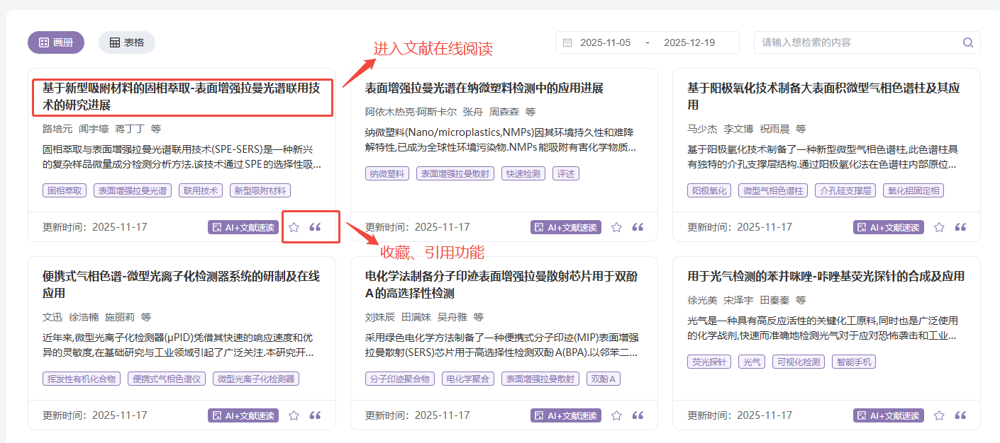 画册
表格
进入文献在线阅读
2025-11-05 - 2025-12-19
请输入想检索的内容
基于新型吸附材料的固相萃取-表面增强拉曼光谱联用技
术的研究进展
路培元 闻宇壕 蒋丁丁 等
固相萃取与表面增强拉曼光谱联用技术(SPE-SERS)是一种新兴
的复杂样品微量成分检测分析方法.该技术通过SPE的选择性吸...
固相萃取 表面增强拉曼光谱 联用技术 新型吸附材料
更新时间：2025-11-17
AI+文献速读
表面增强拉曼光谱在纳微塑料检测中的应用进展
阿依木热克·阿斯卡尔 张舟 周森森 等
纳微塑料(Nano/microplastics,NMPs)因其环境持久性和难降
解特性,已成为全球性环境污染物.NMPs能吸附有害化学物质...
纳微塑料 表面增强拉曼散射 快速检测 评述
更新时间：2025-11-17
AI+文献速读
基于阳极氧化技术制备大表面积微型气相色谱柱及其应
用
马少杰 李文博 祝雨晨 等
基于阳极氧化技术制备了一种新型微型气相色谱柱,此色谱柱具
有独特的介孔支撑层结构.通过阳极氧化法在色谱柱内部原位...
阳极氧化 微型气相色谱柱 介孔硅支撑层 氧化铝固定相
更新时间：2025-11-17
AI+文献速读
收藏、引用功能
便携式气相色谱-微型光离子化检测器系统的研制及在线
应用
文迅 徐浩楠 施丽莉 等
近年来,微型光离子化检测器(μPID)凭借其快速的响应速度和优
异的灵敏度,在基础研究与工业领域引起了广泛关注.本研究开...
挥发性有机化合物 便携式气相色谱仪 微型光离子化检测器
更新时间：2025-11-17
AI+文献速读
电化学法制备分子印迹表面增强拉曼散射芯片用于双酚
A的高选择性检测
刘姝辰 田满妹 吴舟雅 等
采用绿色电化学方法制备了一种便携式分子印迹(MIP)表面增强
拉曼散射(SERS)芯片用于高选择性检测双酚A(BPA).以邻苯二...
分子印迹聚合物 电化学聚合 表面增强拉曼散射 双酚A
更新时间：2025-11-17
AI+文献速读
用于光气检测的苯并咪唑-咔唑基荧光探针的合成及应用
徐光美 宋泽宇 田秦秦 等
光气是一种具有高反应活性的关键化工原料,同时也是广泛使用
的化学战剂,快速而准确地检测光气对于应对恐怖袭击和工业...
荧光探针 光气 可视化检测 智能手机
更新时间：2025-11-17
AI+文献速读